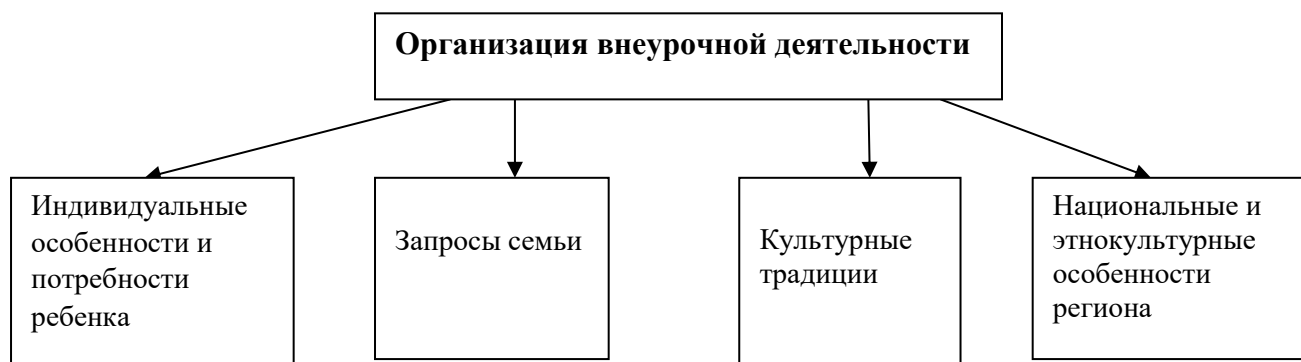 Организация внеурочной деятельности
Индивидуальные
особенности и
потребности
ребенка
Запросы семьи
Культурные
традиции
Национальные и
этнокультурные
особенности
региона